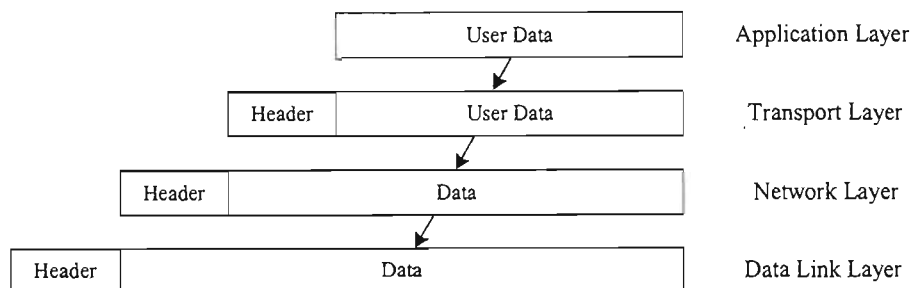 User Data Application Layer
Header User Data Transport Layer
Header Data Network Layer
Header Data Data Link Layer